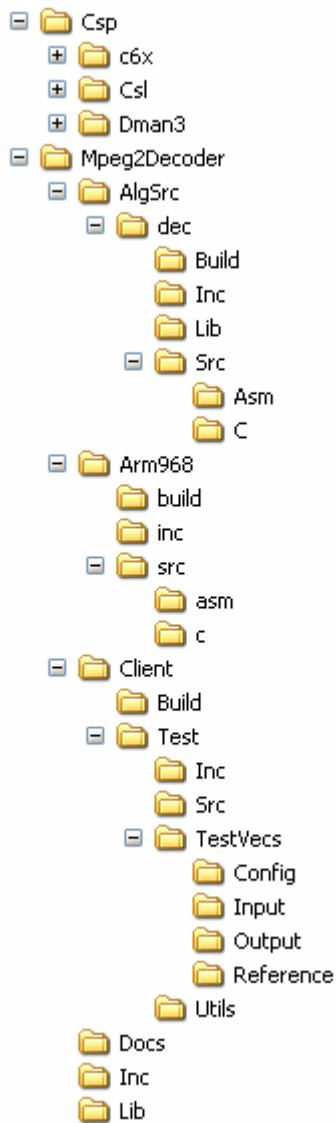 Csp
c6x
Csl
Dman3
Mpeg2Decoder
AlgSrc
dec
Build
Inc
Lib
Src
Asm
C
Arm968
build
inc
src
asm
c
Client
Build
Test
Inc
Src
TestVecs
Config
Input
Output
Reference
Utils
Docs
Inc
Lib